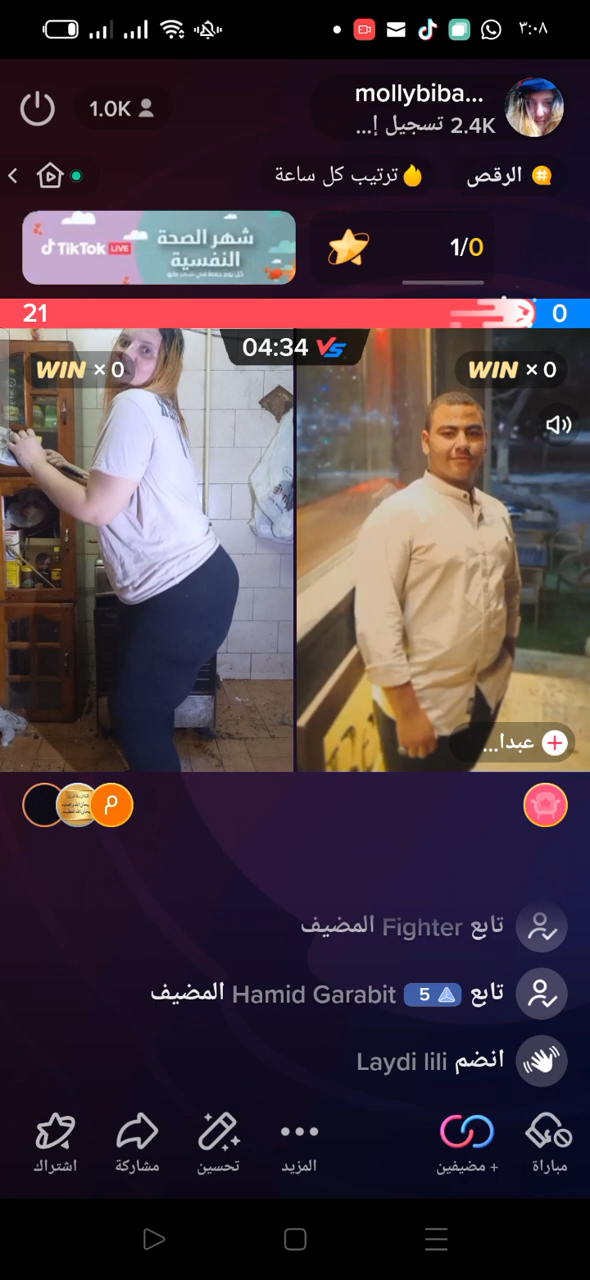 ٣:٠٨
mollybiba...
2.4K تسجيل إ...
1.0K
الرقص
ترتيب كل ساعة
1/0
شهر الصحة
النفسية
TikTok LIVE
21
0
04:34 VS
WIN × 0
WIN × 0
عبدا...
م
تابع Fighter المضيف
تابع 5 Hamid Garabit المضيف
انضم Laydi lili
مباراة
+ مضيفين
المزيد
تحسين
مشاركة
اشتراك